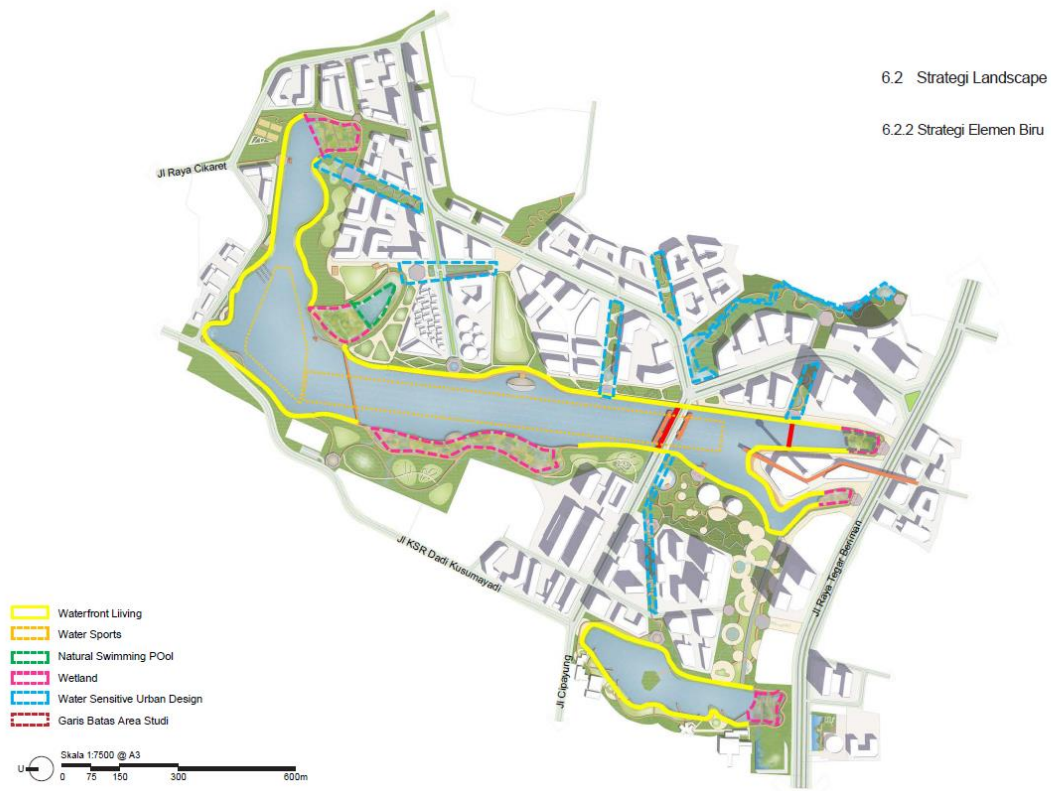 6.2 Strategi Landscape
6.2.2 Strategi Elemen Biru
Jl Raya Cikaret
Jl KSR Dadi Kusumayadi
Jl Raya Tegar Beriman
Jl Cipayung
Waterfront Liiving
Water Sports
Natural Swimming POol
Wetland
Water Sensitive Urban Design
Garis Batas Area Studi
Skala 1:7500 @ A3
U
0 75 150 300 600m